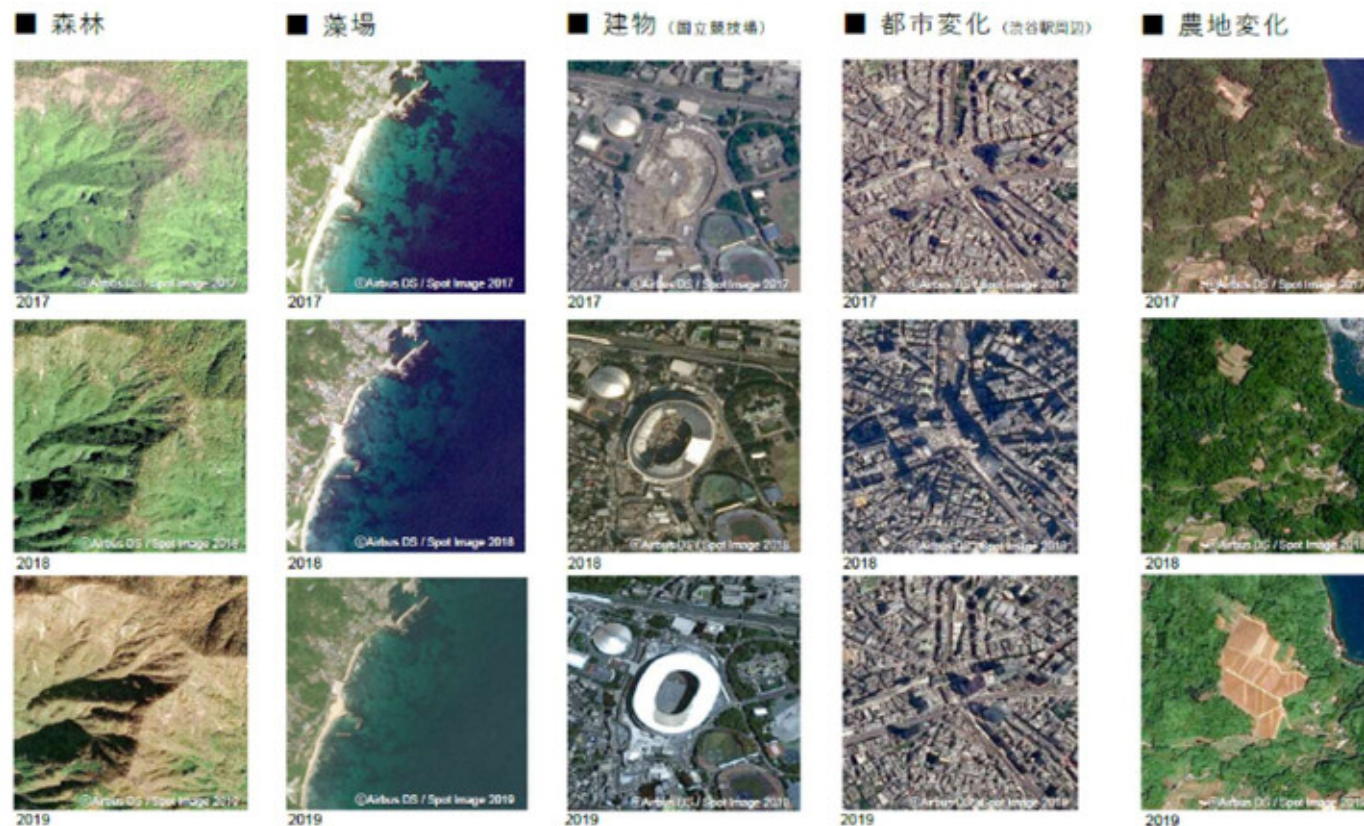 ■ 森林
■ 藻場
■ 建物 (国立競技場)
■ 都市変化 (渋谷駅周辺)
■ 農地変化
©Airbus DS / Spot Image 2017
©Airbus DS / Spot Image 2017
©Airbus DS / Spot Image 2017
©Airbus DS / Spot Image 2017
©Airbus DS / Spot Image 2017
2017
2017
2017
2017
2017
©Airbus DS / Spot Image 2018
©Airbus DS / Spot Image 2018
©Airbus DS / Spot Image 2018
©Airbus DS / Spot Image 2018
©Airbus DS / Spot Image 2018
2018
2018
2018
2018
2018
©Airbus DS / Spot Image 2019
©Airbus DS / Spot Image 2019
©Airbus DS / Spot Image
©Airbus DS / Spot Image 2019
©Airbus DS / Spot Image
2019
2019
2019
2019
2019